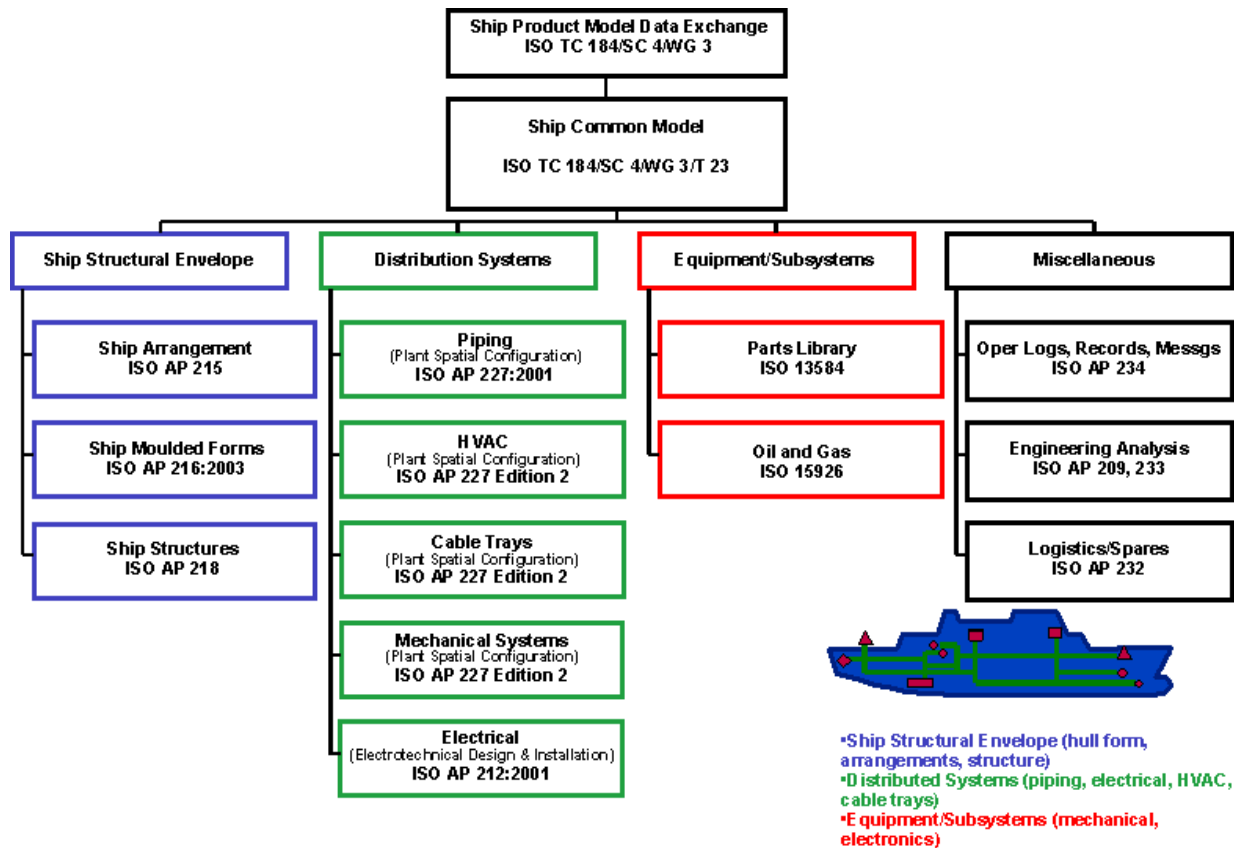 Ship Product Model Data Exchange
ISO TC 184/SC 4/WG 3
Ship Common Model
ISO TC 184/SC 4/WG 3/T 23
Ship Structural Envelope
Ship Arrangement
ISO AP 215
Ship Moulded Forms
ISO AP 216:2003
Ship Structures
ISO AP 218
Distribution Systems
Piping
(Plant Spatial Configuration)
ISO AP 227:2001
HVAC
(Plant Spatial Configuration)
ISO AP 227 Edition 2
Cable Trays
(Plant Spatial Configuration)
ISO AP 227 Edition 2
Mechanical Systems
(Plant Spatial Configuration)
ISO AP 227 Edition 2
Electrical
(Electrotechnical Design & Installation)
ISO AP 212:2001
Equipment/Subsystems
Parts Library
ISO 13584
Oil and Gas
ISO 15926
Miscellaneous
Oper Logs, Records, Messgs
ISO AP 234
Engineering Analysis
ISO AP 209, 233
Logistics/Spares
ISO AP 232
•Ship Structural Envelope (hull form,
arrangements, structure)
•Distributed Systems (piping, electrical, HVAC,
cable trays)
•Equipment/Subsystems (mechanical,
electronics)